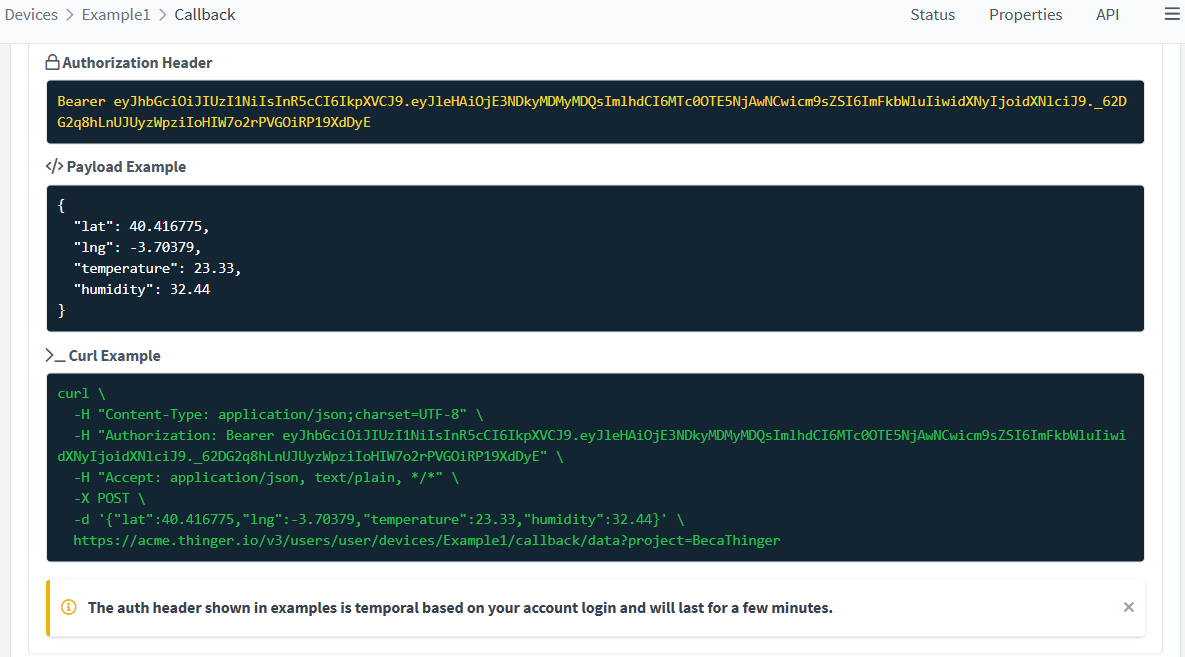 Devices > Example1 > Callback Status Properties API
Authorization Header
Bearer eyJhbGciOiJIUzI1NiIsInR5cCI6IkpXVCJ9.eyJleHAiOjE3NDkyMDMyMDQsImlhdCI6MTc0OTE5NjAwNCwicm9sZSI6ImFkbWluIiwidXNyIjoidXNlciJ9._62D
G2q8hLnUJUyzWpziIoHIW7o2rPVGOiRP19XdDyE
</> Payload Example
{
"lat": 40.416775,
"lng": -3.70379,
"temperature": 23.33,
"humidity": 32.44
}
>_ Curl Example
curl \
-H "Content-Type: application/json;charset=UTF-8" \
-H "Authorization: Bearer eyJhbGciOiJIUzI1NiIsInR5cCI6IkpXVCJ9.eyJleHAiOjE3NDkyMDMyMDQsImlhdCI6MTc0OTE5NjAwNCwicm9sZSI6ImFkbWluIiwi
dXNyIjoidXNlciJ9._62DG2q8hLnUJUyzWpziIoHIW7o2rPVGOiRP19XdDyE" \
-H "Accept: application/json, text/plain, */*" \
-X POST \
-d '{"lat":40.416775,"lng":-3.70379,"temperature":23.33,"humidity":32.44}' \
https://acme.thinger.io/v3/users/user/devices/Example1/callback/data?project=BecaThinger
The auth header shown in examples is temporal based on your account login and will last for a few minutes.